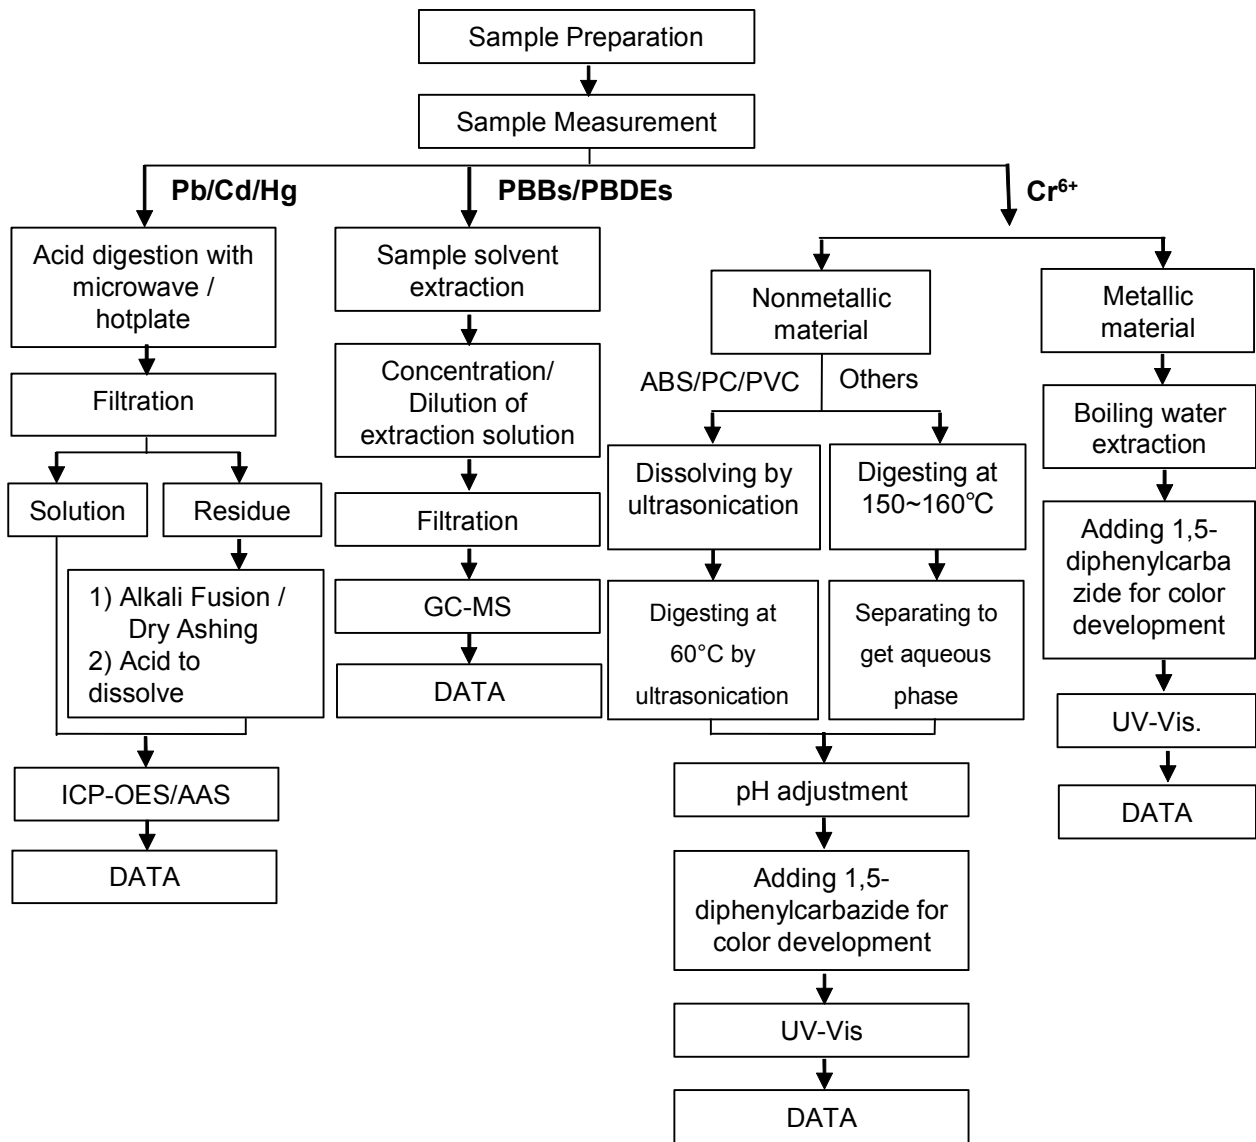 Sample Preparation
Sample Measurement
Pb/Cd/Hg
PBBs/PBDEs
Cr⁶⁺
Acid digestion with
microwave /
hotplate
Filtration
Solution
Residue
1) Alkali Fusion /
Dry Ashing
2) Acid to
dissolve
ICP-OES/AAS
DATA
Sample solvent
extraction
Concentration/
Dilution of
extraction solution
Filtration
GC-MS
DATA
Nonmetallic
material
ABS/PC/PVC
Others
Dissolving by
ultrasonication
Digesting at
60°C by
ultrasonication
Digesting at
150~160℃
Separating to
get aqueous
phase
pH adjustment
Adding 1,5-
diphenylcarbazide for
color development
UV-Vis
DATA
Metallic
material
Boiling water
extraction
Adding 1,5-
diphenylcarba
zide for color
development
UV-Vis.
DATA